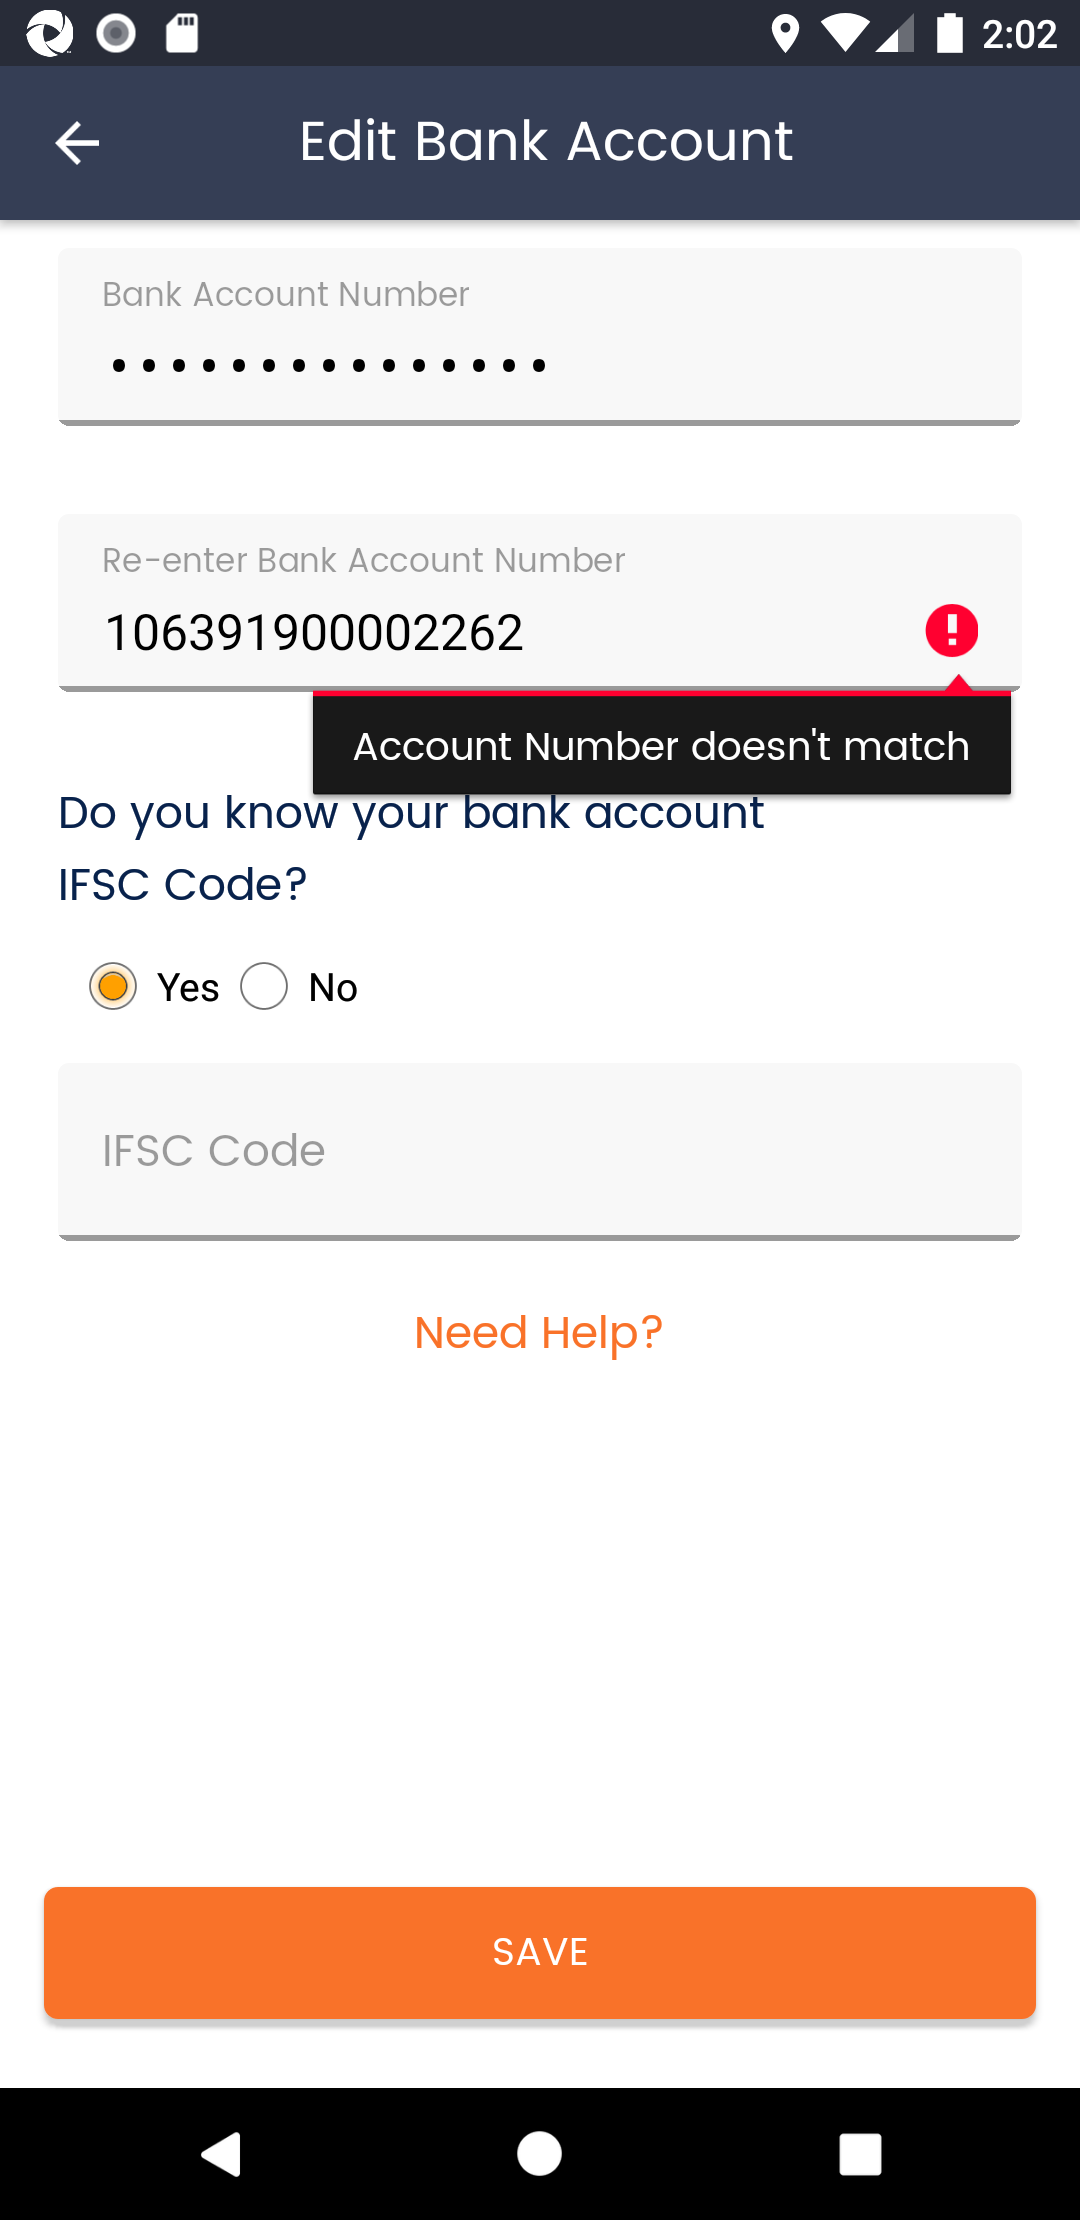 2:02
Edit Bank Account
Bank Account Number
•••••••••••••••
Re-enter Bank Account Number
106391900002262
Account Number doesn't match
Do you know your bank account
IFSC Code?
Yes No
IFSC Code
Need Help?
SAVE